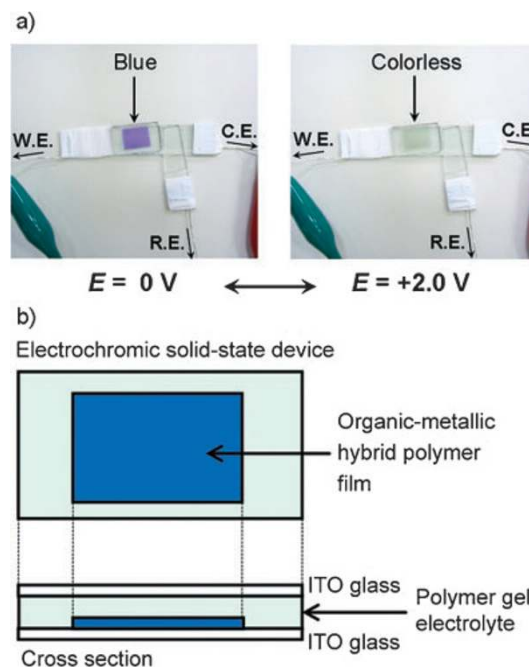 a)
Blue
Colorless
W.E.
C.E.
W.E.
C.E.
R.E.
R.E.
E = 0 V
E = +2.0 V
b)
Electrochromic solid-state device
Organic-metallic
hybrid polymer
film
ITO glass
Polymer gel
electrolyte
ITO glass
Cross section